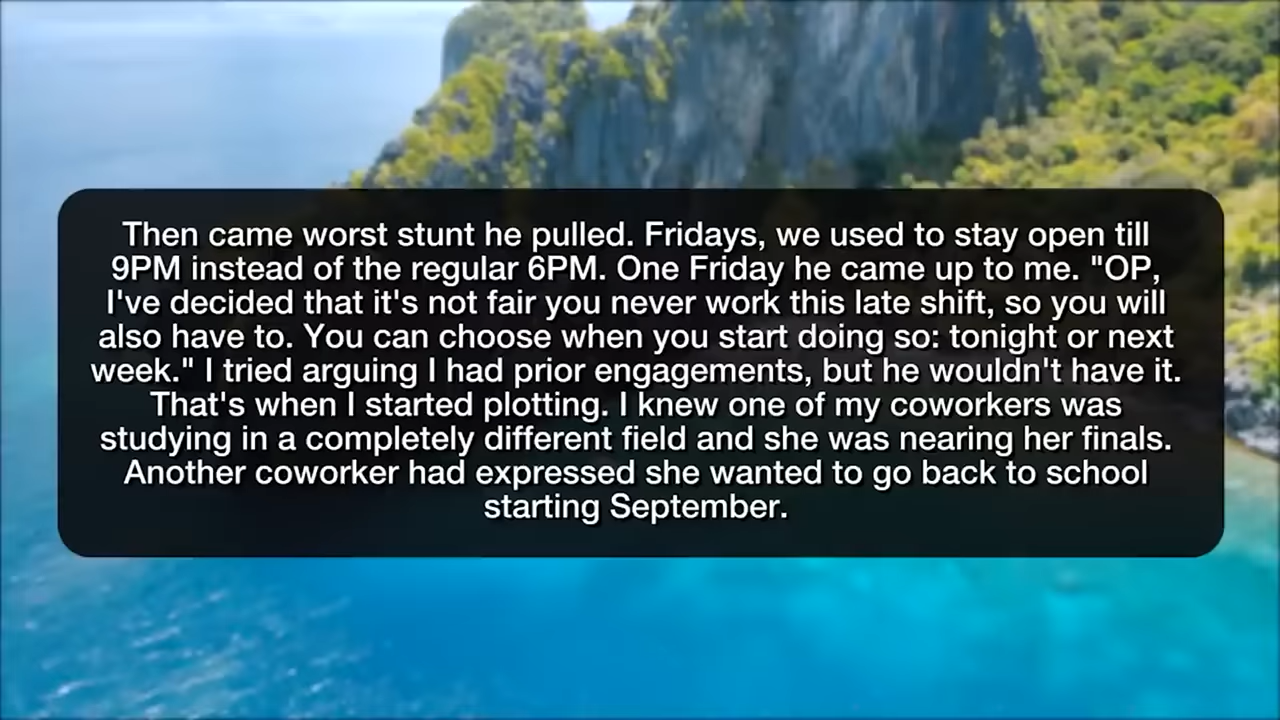 Then came worst stunt he pulled. Fridays, we used to stay open till
9PM instead of the regular 6PM. One Friday he came up to me. "OP,
I've decided that it's not fair you never work this late shift, so you will
also have to. You can choose when you start doing so: tonight or next
week." I tried arguing I had prior engagements, but he wouldn't have it.
That's when I started plotting. I knew one of my coworkers was
studying in a completely different field and she was nearing her finals.
Another coworker had expressed she wanted to go back to school
starting September.